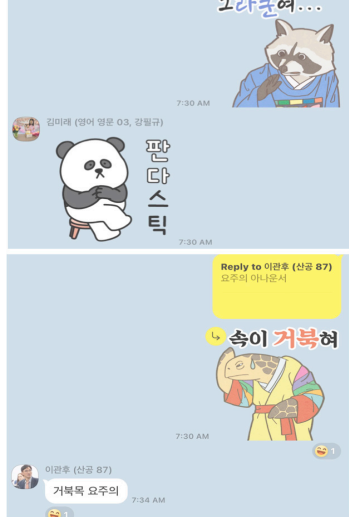 그라쿤여...
7:30 AM
김미래 (영어 영문 03, 강필규)
판
다
스
틱
7:30 AM
Reply to 이관후 (산공 87)
요주의 아나운서
속이 거북혀
7:30 AM
1
이관후 (산공 87)
거북목 요주의
7:34 AM
1